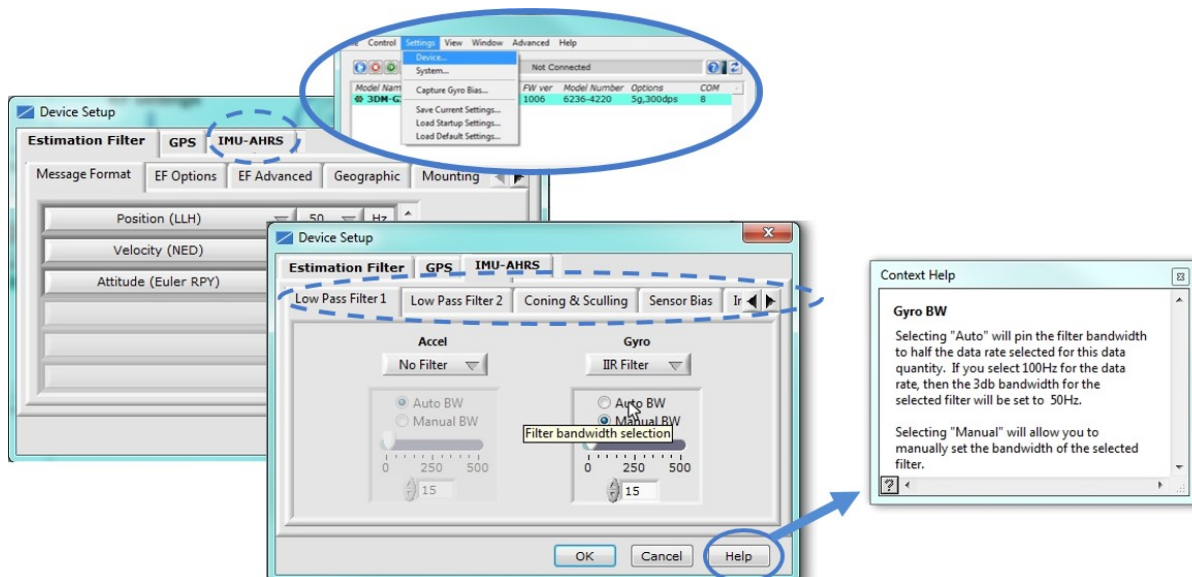 Control Settings View Window Advanced Help
Device...
System...
Capture Gyro Bias...
Save Current Settings...
Load Startup Settings...
Load Default Settings...
Not Connected
Model Nam FW ver Model Number Options COM
3DM-G 1006 6236-4220 5g,300dps 8
Device Setup
Estimation Filter GPS IMU-AHRS
Message Format EF Options EF Advanced Geographic Mounting
Position (LLH) 50 Hz
Velocity (NED)
Attitude (Euler RPY)
Device Setup
Estimation Filter GPS IMU-AHRS
Low Pass Filter 1 Low Pass Filter 2 Coning & Sculling Sensor Bias
Accel
No Filter
Auto BW
Manual BW
0 250 500
15
Gyro
IIR Filter
Auto BW
Manual BW
Filter bandwidth selection
0 250 500
15
OK Cancel Help
Context Help
Gyro BW
Selecting "Auto" will pin the filter bandwidth
to half the data rate selected for this data
quantity. If you select 100Hz for the data
rate, then the 3db bandwidth for the
selected filter will be set to 50Hz.
Selecting "Manual" will allow you to
manually set the bandwidth of the selected
filter.
?